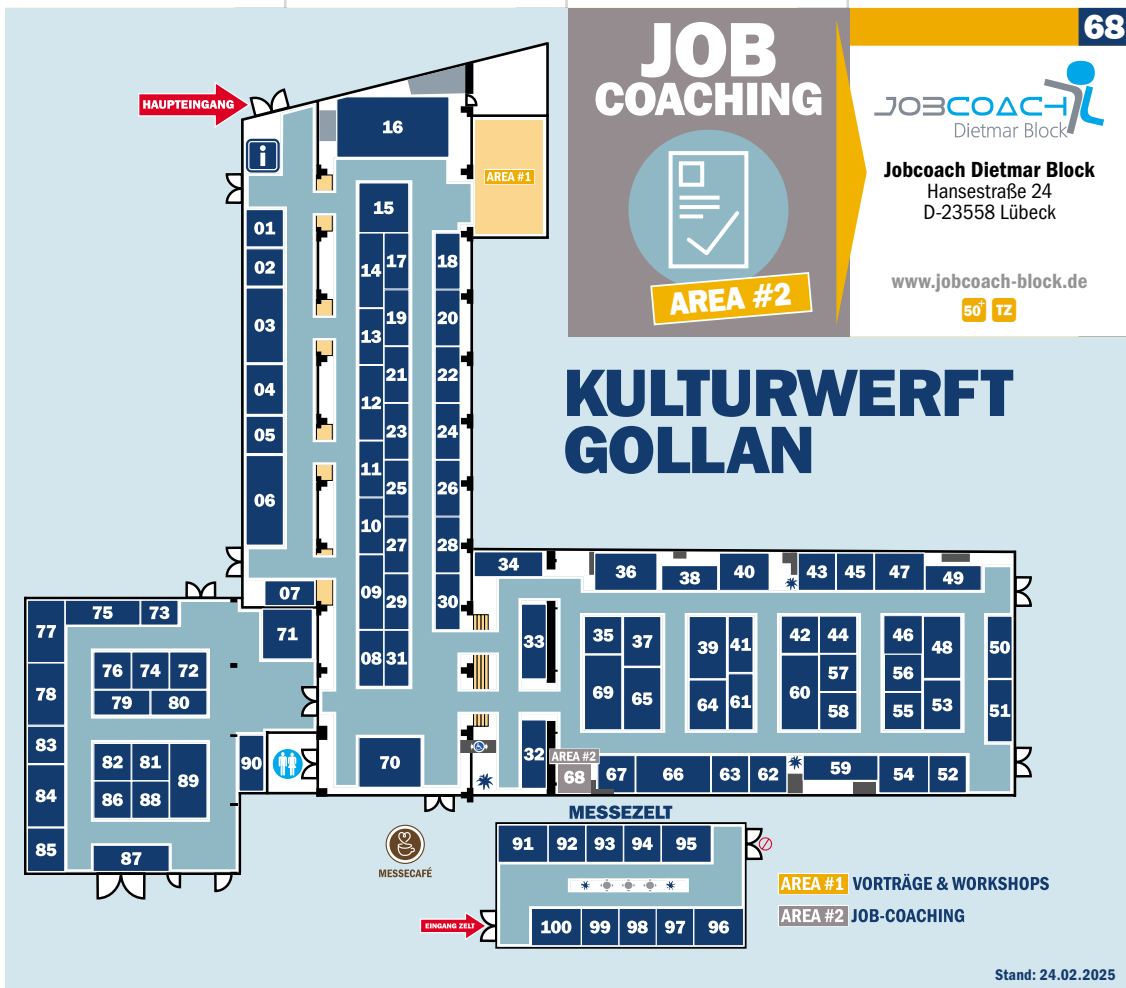 JOB
COACHING
AREA #2
68
JOBCOACH
Dietmar Block
Jobcoach Dietmar Block
Hansestraße 24
D-23558 Lübeck
www.jobcoach-block.de
50+ TZ
KULTURWERFT
GOLLAN
HAUPTEINGANG
i
16
AREA #1
15
01
02
03
04
05
06
07
14 17 18
19 20
13
21 22
12
23 24
11
25 26
10
27 28
09 29 30
08 31
70
71
34
33
32
36 38 40 43 45 47 49
35 37 39 41 42 44 46 48 50
57 56
69 65 64 61 60 58 55 53 51
AREA #2
68 67 66 63 62 59 54 52
77 75 73
76 74 72
78
79 80
83
82 81 89 90
84
86 88
85
87
MESSECAFÉ
MESSEZELT
91 92 93 94 95
EINGANG ZELT
100 99 98 97 96
AREA #1 VORTRÄGE & WORKSHOPS
AREA #2 JOB-COACHING
Stand: 24.02.2025